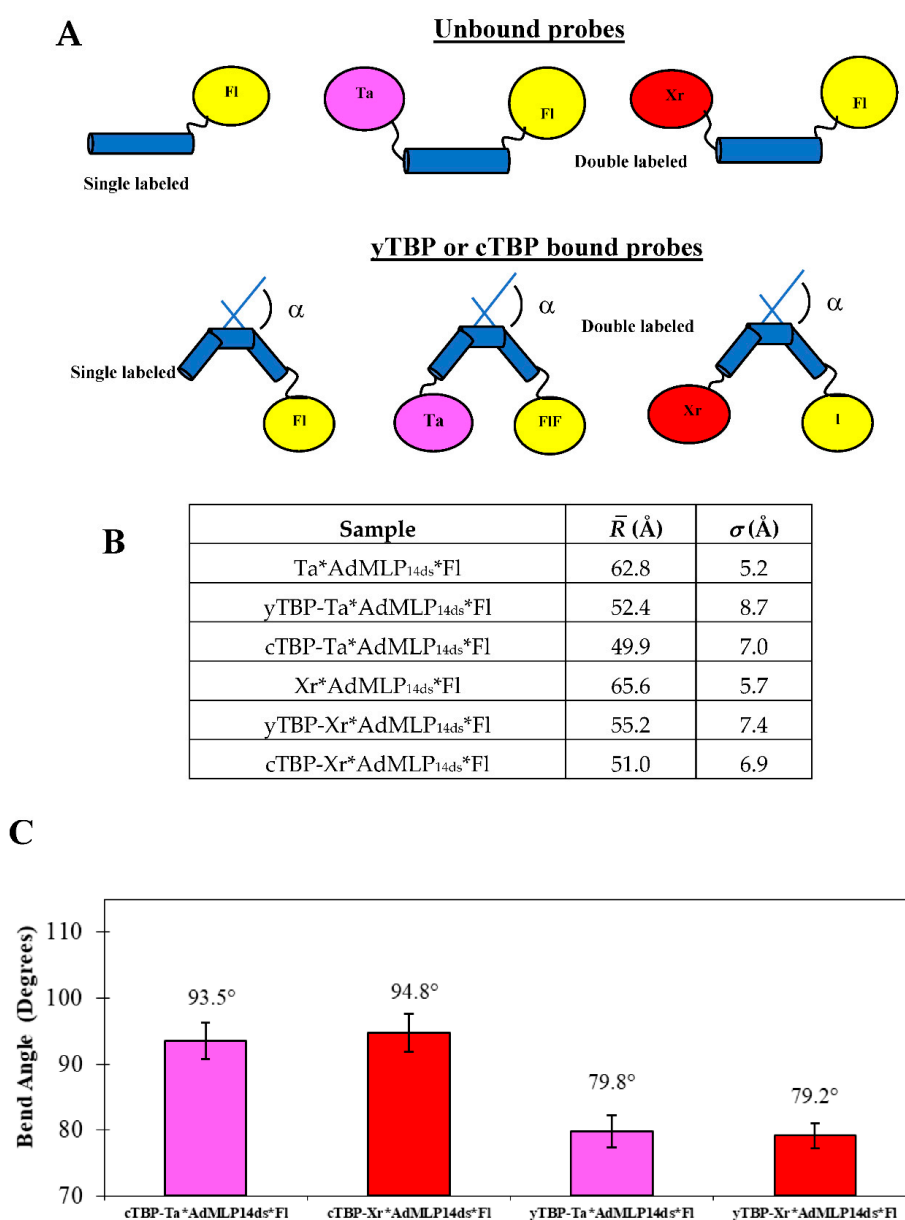 A
Unbound probes
Fl
Ta
Fl
Xr
Fl
Single labeled
Double labeled
yTBP or cTBP bound probes
α
α
α
Double labeled
Single labeled
Fl
Ta
FlF
Xr
l
B
Sample R̄ (Å) σ (Å)
Ta*AdMLP₁₄ds*Fl 62.8 5.2
yTBP-Ta*AdMLP₁₄ds*Fl 52.4 8.7
cTBP-Ta*AdMLP₁₄ds*Fl 49.9 7.0
Xr*AdMLP₁₄ds*Fl 65.6 5.7
yTBP-Xr*AdMLP₁₄ds*Fl 55.2 7.4
cTBP-Xr*AdMLP₁₄ds*Fl 51.0 6.9
C
Bend Angle (Degrees)
110
100
90
80
70
93.5°
94.8°
79.8°
79.2°
cTBP-Ta*AdMLP14ds*Fl cTBP-Xr*AdMLP14ds*Fl yTBP-Ta*AdMLP14ds*Fl yTBP-Xr*AdMLP14ds*Fl